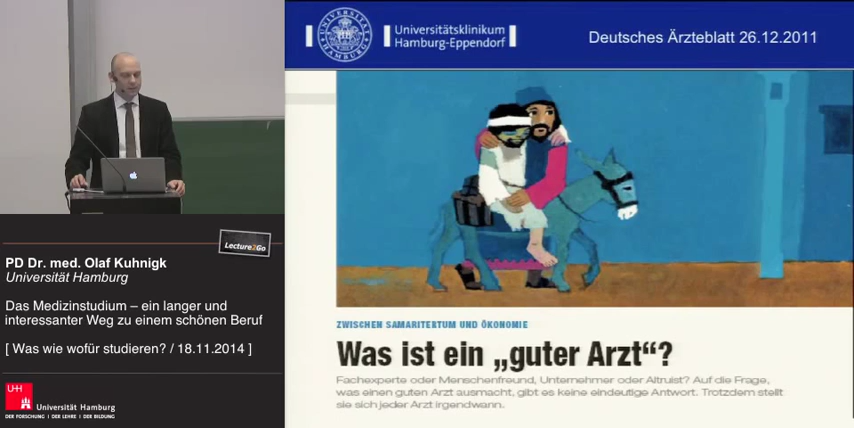 Universitätsklinikum
Hamburg-Eppendorf
Deutsches Ärzteblatt 26.12.2011
Lecture2Go
PD Dr. med. Olaf Kuhnigk
Universität Hamburg
Das Medizinstudium – ein langer und
interessanter Weg zu einem schönen Beruf
[ Was wie wofür studieren? / 18.11.2014 ]
UH
Universität Hamburg
DER FORSCHUNG | DER LEHRE | DER BILDUNG
ZWISCHEN SAMARITERTUM UND ÖKONOMIE
Was ist ein „guter Arzt“?
Fachexperte oder Menschenfreund, Unternehmer oder Altruist? Auf die Frage,
was einen guten Arzt ausmacht, gibt es keine eindeutige Antwort. Trotzdem stellt
sie sich jeder Arzt irgendwann.